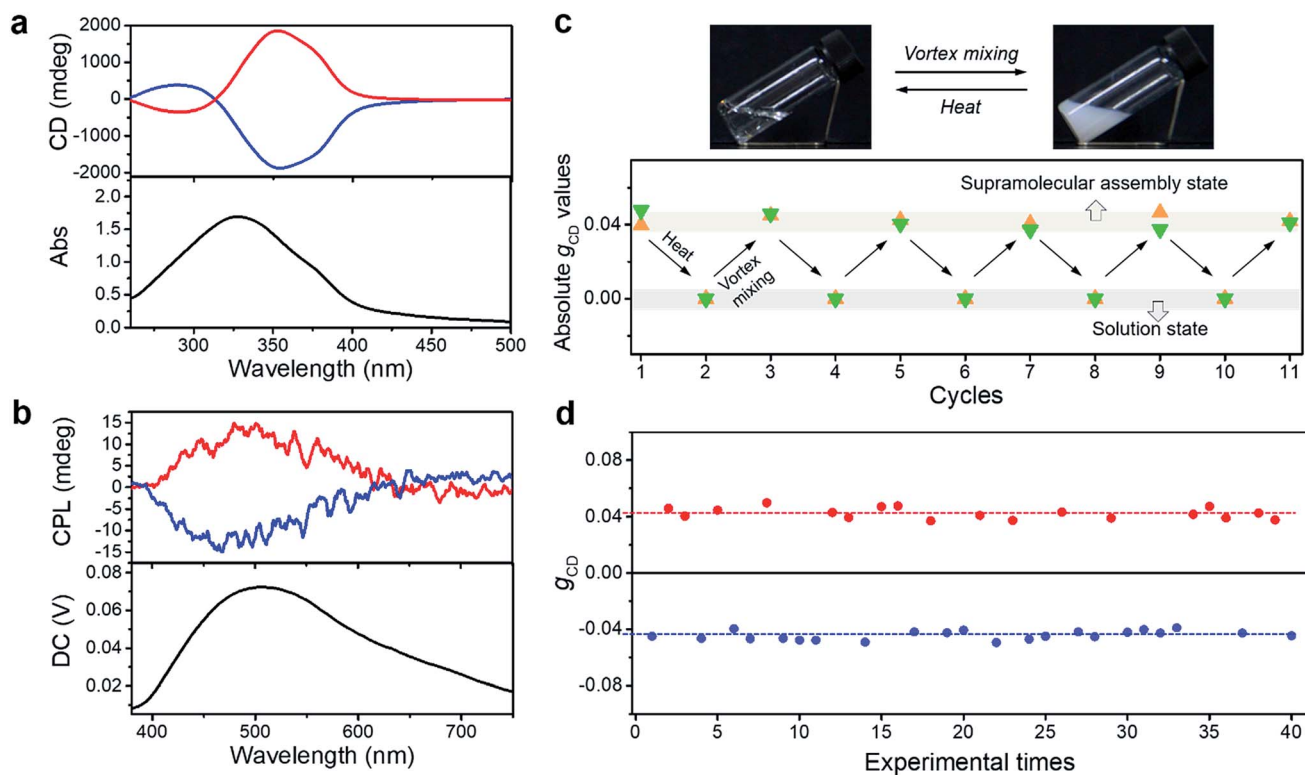 a
CD (mdeg)
2000
1000
0
-1000
-2000
Abs
2.0
1.5
1.0
0.5
0.0
300 350 400 450 500
Wavelength (nm)
b
CPL (mdeg)
15
10
5
0
-5
-10
-15
DC (V)
0.08
0.06
0.04
0.02
400 500 600 700
Wavelength (nm)
c
Vortex mixing
Heat
Absolute gCD values
0.04
0.00
Supramolecular assembly state
Heat
Vortex
mixing
Solution state
1 2 3 4 5 6 7 8 9 10 11
Cycles
d
gCD
0.08
0.04
0.00
-0.04
-0.08
0 5 10 15 20 25 30 35 40
Experimental times